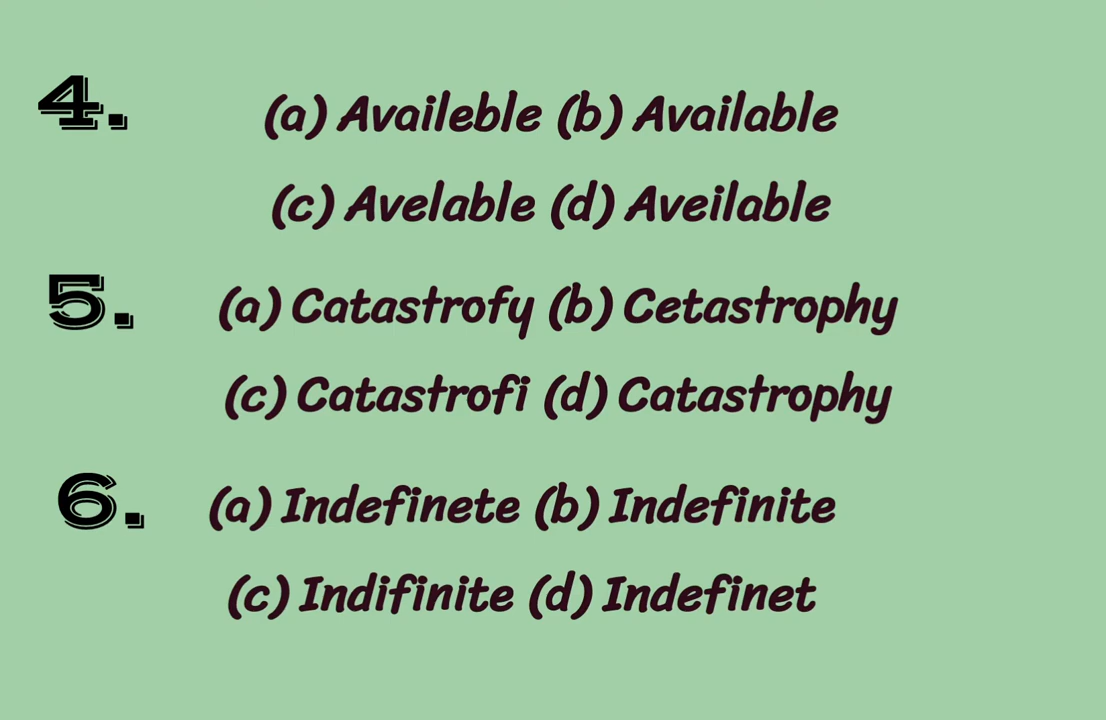 4. (a) Availeble (b) Available
(c) Avelable (d) Aveilable
5. (a) Catastrofy (b) Cetastrophy
(c) Catastrofi (d) Catastrophy
6. (a) Indefinete (b) Indefinite
(c) Indifinite (d) Indefinet